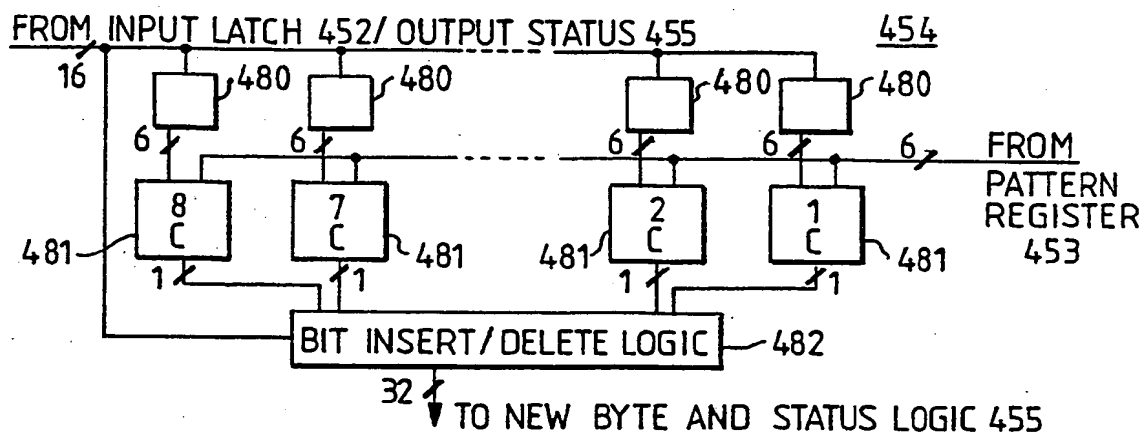 FROM INPUT LATCH 452/ OUTPUT STATUS 455
454
16
480
480
480
480
6
6
6
6
6
FROM
PATTERN
REGISTER
453
8
C
7
C
2
C
1
C
481
481
481
481
1
1
1
1
BIT INSERT/DELETE LOGIC
482
32
TO NEW BYTE AND STATUS LOGIC 455